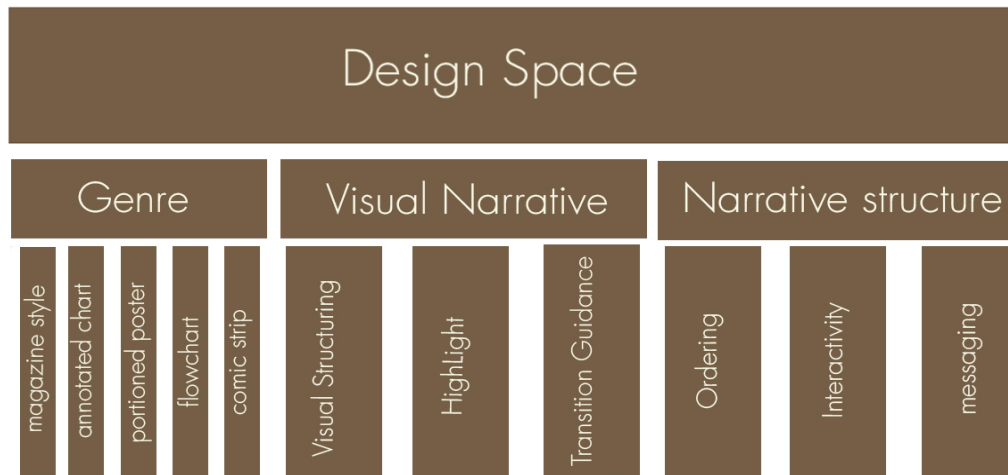 Design Space
Genre
Visual Narrative
Narrative structure
magazine style
annotated chart
portioned poster
flowchart
comic strip
Visual Structuring
HighLight
Transition Guidance
Ordering
Interactivity
messaging